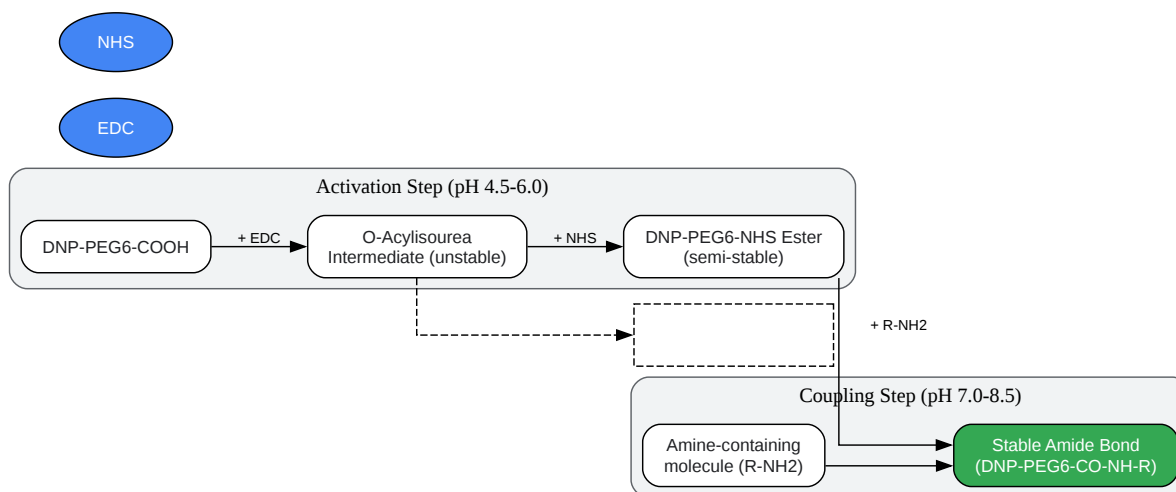 NHS
EDC
Activation Step (pH 4.5-6.0)
DNP-PEG6-COOH
+ EDC
O-Acylisourea
Intermediate (unstable)
+ NHS
DNP-PEG6-NHS Ester
(semi-stable)
+ R-NH2
Coupling Step (pH 7.0-8.5)
Amine-containing
molecule (R-NH2)
Stable Amide Bond
(DNP-PEG6-CO-NH-R)